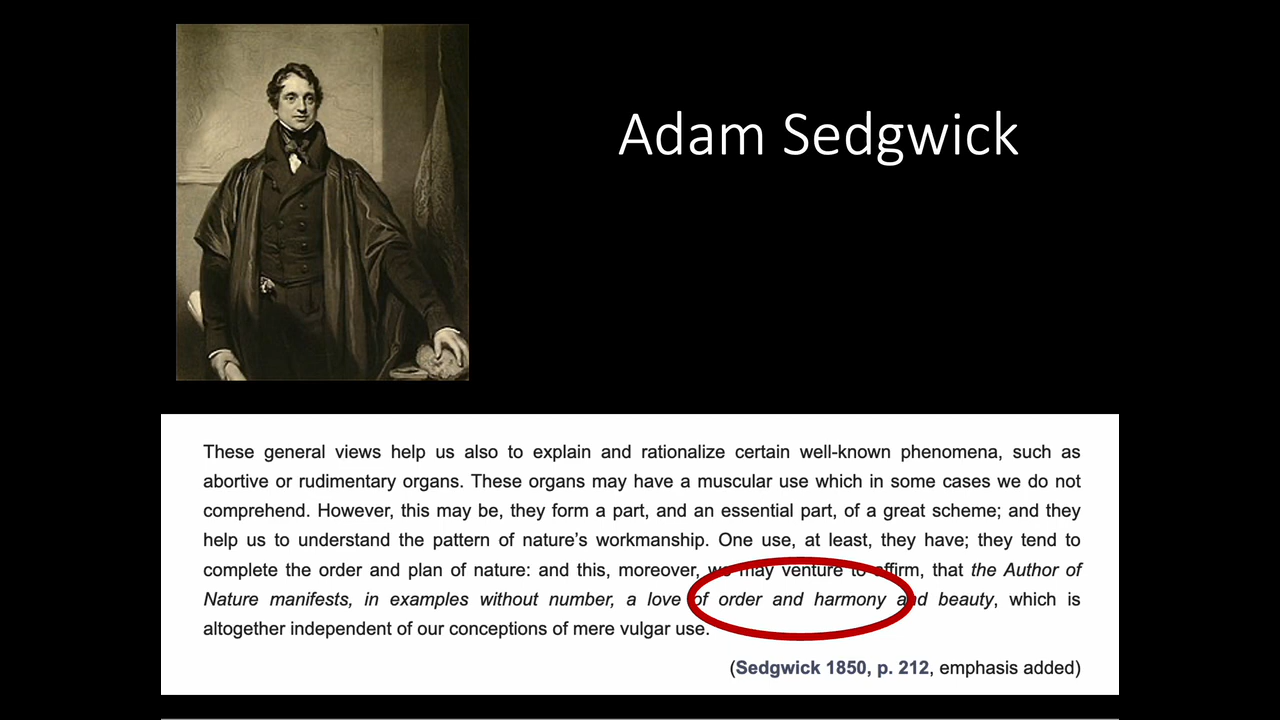 Adam Sedgwick
These general views help us also to explain and rationalize certain well-known phenomena, such as
abortive or rudimentary organs. These organs may have a muscular use which in some cases we do not
comprehend. However, this may be, they form a part, and an essential part, of a great scheme; and they
help us to understand the pattern of nature’s workmanship. One use, at least, they have; they tend to
complete the order and plan of nature: and this, moreover, we may venture to affirm, that the Author of
Nature manifests, in examples without number, a love of order and harmony and beauty, which is
altogether independent of our conceptions of mere vulgar use.
(Sedgwick 1850, p. 212, emphasis added)